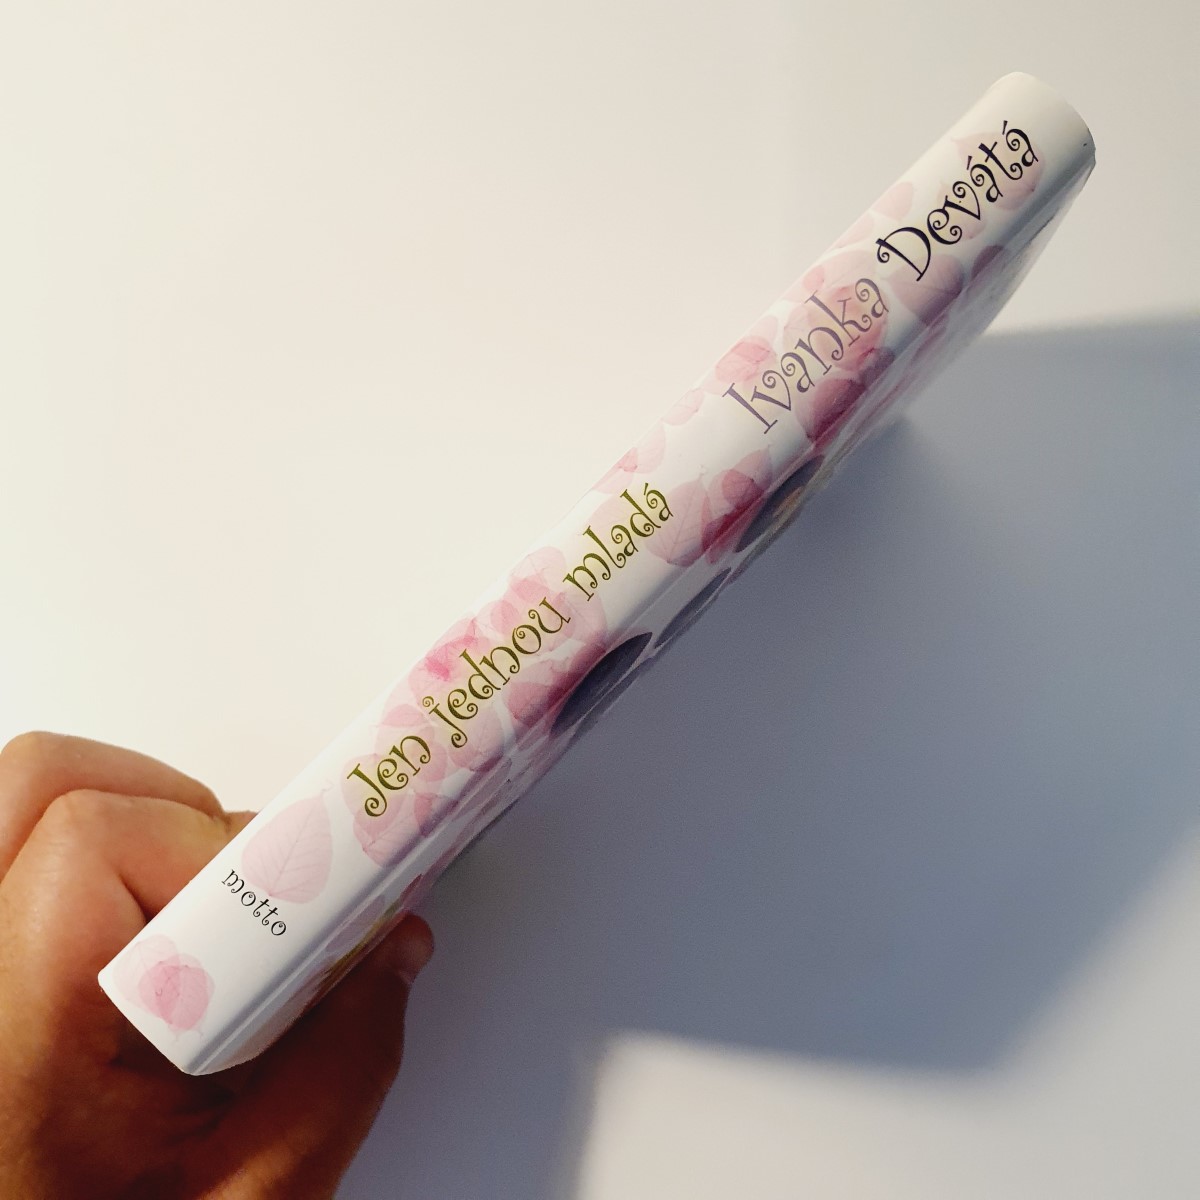 Ivanka Devátá
Jen jednou mladá
motto